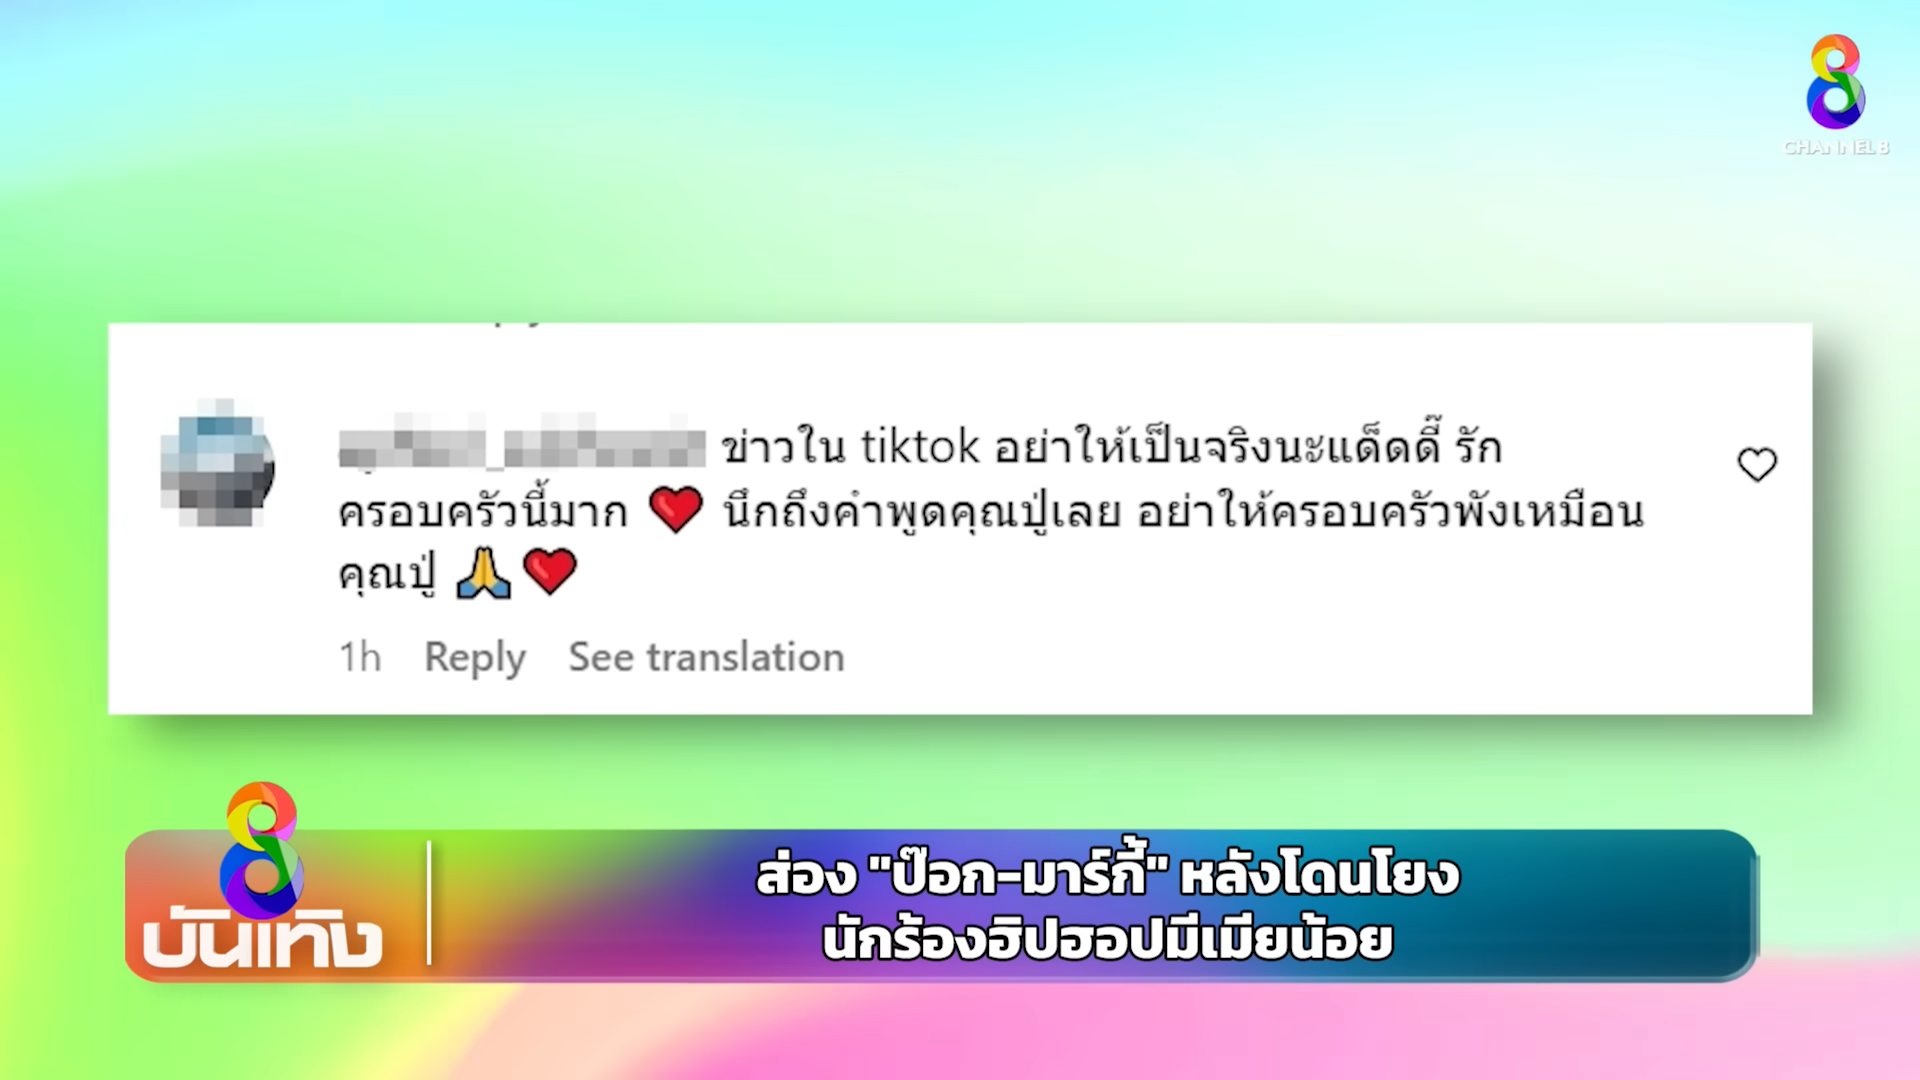 CHANNEL 8
ข่าวใน tiktok อย่าให้เป็นจริงนะแด็ดดี๊ รัก
ครอบครัวนี้มาก ❤️ นึกถึงคำพูดคุณปู่เลย อย่าให้ครอบครัวพังเหมือน
คุณปู่ 🙏❤️
1h Reply See translation
บันเทิง
ส่อง "ป๊อก-มาร์กี้" หลังโดนโยง
นักร้องฮิปฮอปมีเมียน้อย